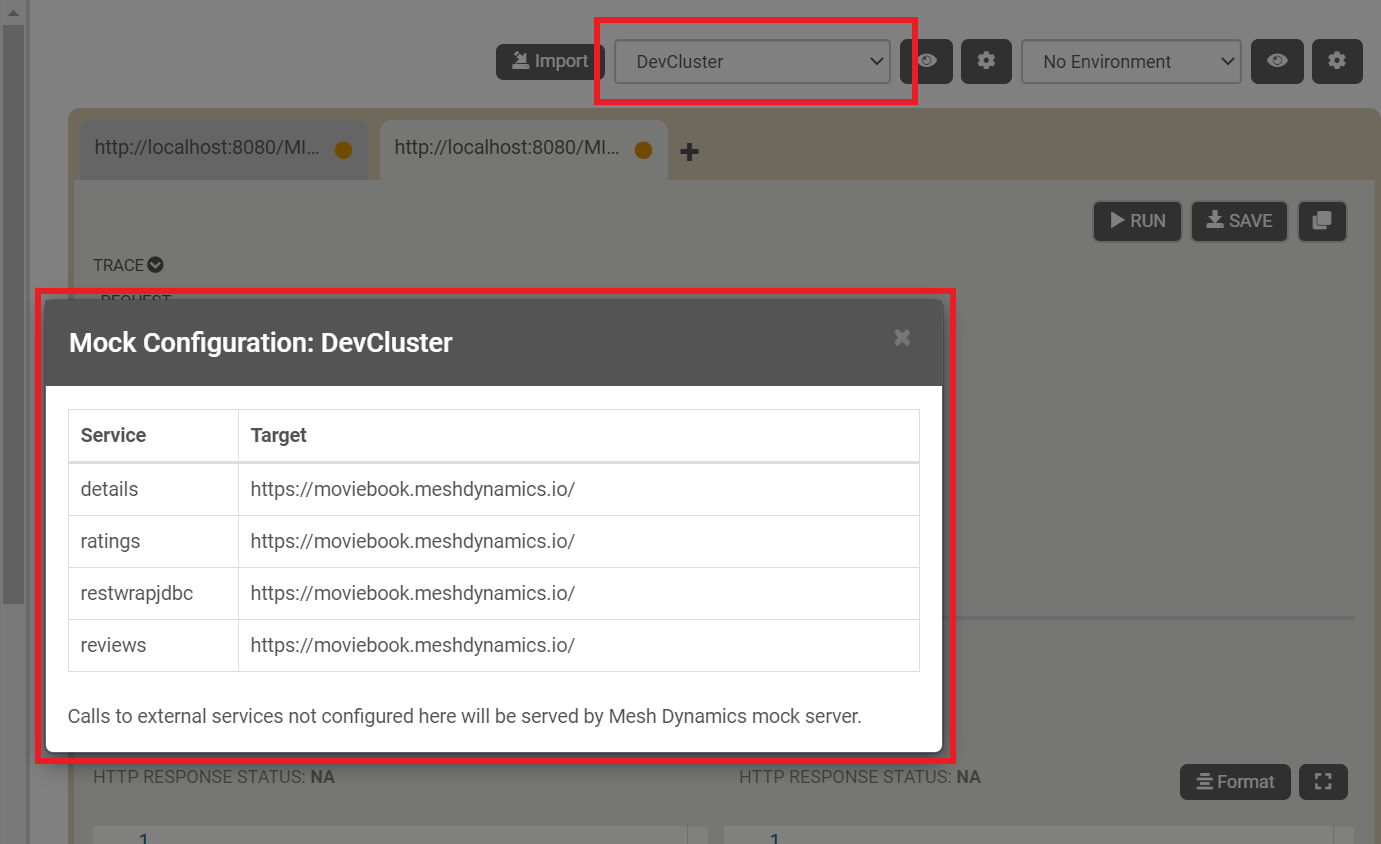 Import DevCluster No Environment
http://localhost:8080/MI... http://localhost:8080/MI...
RUN SAVE
TRACE
REQUEST
Mock Configuration: DevCluster
Service Target
details https://moviebook.meshdynamics.io/
ratings https://moviebook.meshdynamics.io/
restwrapjdbc https://moviebook.meshdynamics.io/
reviews https://moviebook.meshdynamics.io/
Calls to external services not configured here will be served by Mesh Dynamics mock server.
HTTP RESPONSE STATUS: NA HTTP RESPONSE STATUS: NA
Format
1 1